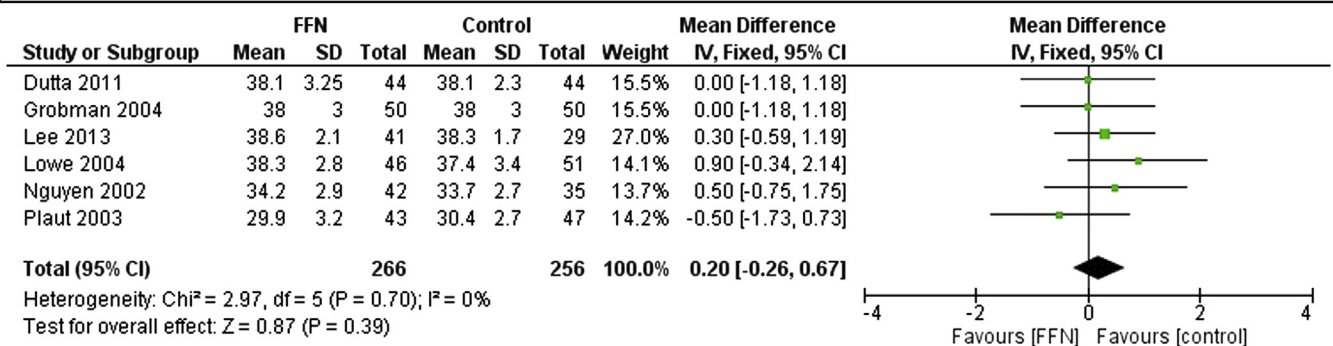 FFN Control Mean Difference Mean Difference
Study or Subgroup Mean SD Total Mean SD Total Weight IV, Fixed, 95% CI IV, Fixed, 95% CI
Dutta 2011 38.1 3.25 44 38.1 2.3 44 15.5% 0.00 [-1.18, 1.18]
Grobman 2004 38 3 50 38 3 50 15.5% 0.00 [-1.18, 1.18]
Lee 2013 38.6 2.1 41 38.3 1.7 29 27.0% 0.30 [-0.59, 1.19]
Lowe 2004 38.3 2.8 46 37.4 3.4 51 14.1% 0.90 [-0.34, 2.14]
Nguyen 2002 34.2 2.9 42 33.7 2.7 35 13.7% 0.50 [-0.75, 1.75]
Plaut 2003 29.9 3.2 43 30.4 2.7 47 14.2% -0.50 [-1.73, 0.73]
Total (95% CI) 266 256 100.0% 0.20 [-0.26, 0.67]
Heterogeneity: Chi² = 2.97, df = 5 (P = 0.70); I² = 0%
Test for overall effect: Z = 0.87 (P = 0.39)
-4 -2 0 2 4
Favours [FFN] Favours [control]